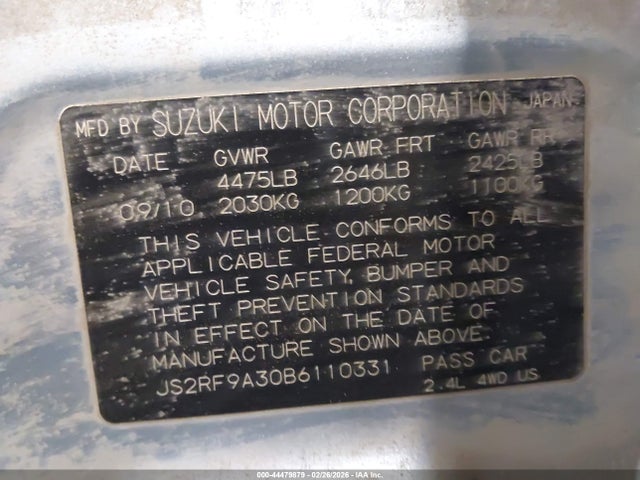 MFD BY SUZUKI MOTOR CORPORATION JAPAN
DATE GVWR GAWR FRT GAWR RR
4475LB 2646LB 2425LB
09/10 2030KG 1200KG 1100KG
THIS VEHICLE CONFORMS TO ALL
APPLICABLE FEDERAL MOTOR
VEHICLE SAFETY, BUMPER AND
THEFT PREVENTION STANDARDS
IN EFFECT ON THE DATE OF
MANUFACTURE SHOWN ABOVE.
JS2RF9A30B6110331 PASS CAR
2.4L 4WD US
000-44479879 - 02/26/2026 - IAA Inc.